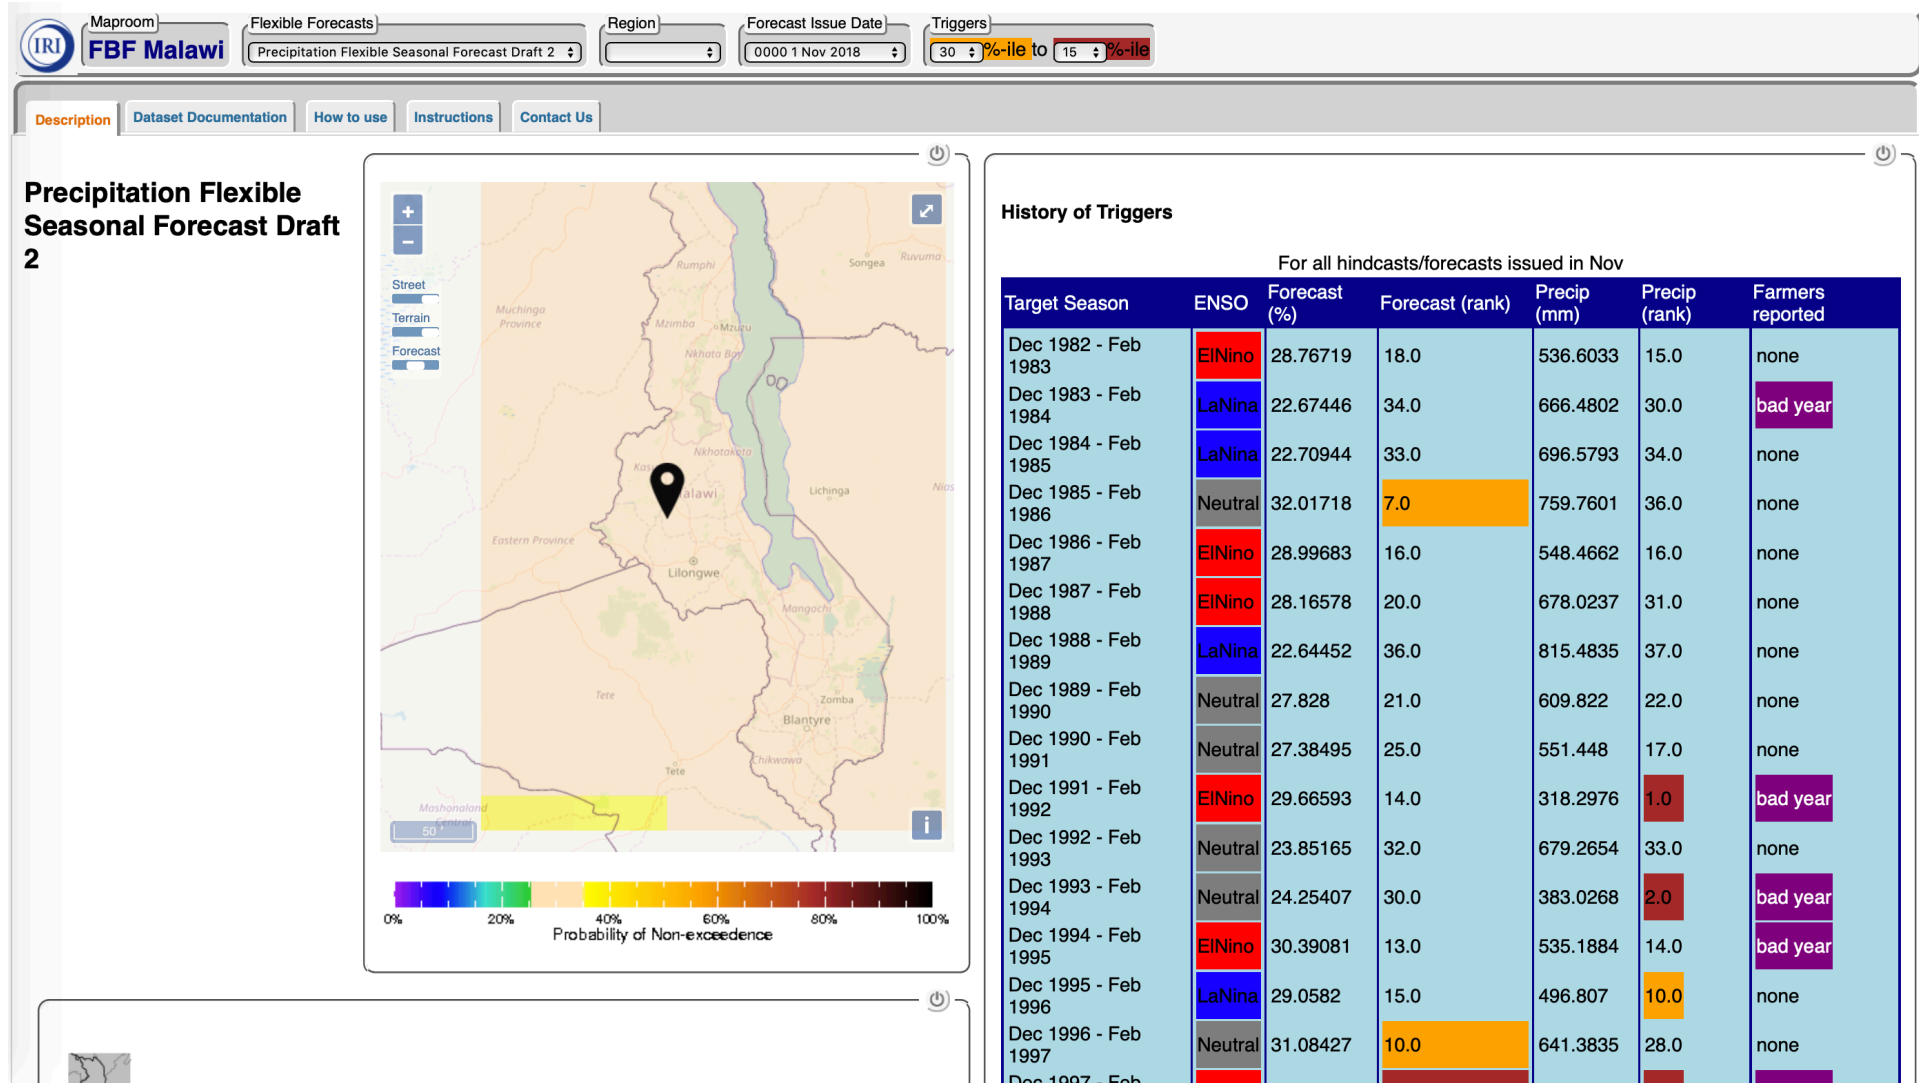 IRI
Maproom
FBF Malawi
Flexible Forecasts
Precipitation Flexible Seasonal Forecast Draft 2
Region
Forecast Issue Date
0000 1 Nov 2018
Triggers
30 %-ile to 15 %-ile
Description
Dataset Documentation
How to use
Instructions
Contact Us
Precipitation Flexible
Seasonal Forecast Draft
2
+
−
Street
Terrain
Forecast
Songea
Ruvuma
Rumphi
Muchinga
Province
Mzimba
Mzuzu
Nkhata Bay
Nkhotakota
Kasu
Malawi
Lichinga
Nias
Eastern Province
Lilongwe
Mangochi
Tete
Zomba
Blantyre
Chikwawa
Tete
Mashonaland
Central
50 '
i
0% 20% 40% 60% 80% 100%
Probability of Non-exceedence
History of Triggers
For all hindcasts/forecasts issued in Nov
Target Season ENSO Forecast (%) Forecast (rank) Precip (mm) Precip (rank) Farmers reported
Dec 1982 - Feb 1983 ElNino 28.76719 18.0 536.6033 15.0 none
Dec 1983 - Feb 1984 LaNina 22.67446 34.0 666.4802 30.0 bad year
Dec 1984 - Feb 1985 LaNina 22.70944 33.0 696.5793 34.0 none
Dec 1985 - Feb 1986 Neutral 32.01718 7.0 759.7601 36.0 none
Dec 1986 - Feb 1987 ElNino 28.99683 16.0 548.4662 16.0 none
Dec 1987 - Feb 1988 ElNino 28.16578 20.0 678.0237 31.0 none
Dec 1988 - Feb 1989 LaNina 22.64452 36.0 815.4835 37.0 none
Dec 1989 - Feb 1990 Neutral 27.828 21.0 609.822 22.0 none
Dec 1990 - Feb 1991 Neutral 27.38495 25.0 551.448 17.0 none
Dec 1991 - Feb 1992 ElNino 29.66593 14.0 318.2976 1.0 bad year
Dec 1992 - Feb 1993 Neutral 23.85165 32.0 679.2654 33.0 none
Dec 1993 - Feb 1994 Neutral 24.25407 30.0 383.0268 2.0 bad year
Dec 1994 - Feb 1995 ElNino 30.39081 13.0 535.1884 14.0 bad year
Dec 1995 - Feb 1996 LaNina 29.0582 15.0 496.807 10.0 none
Dec 1996 - Feb 1997 Neutral 31.08427 10.0 641.3835 28.0 none
Dec 1997 - Feb